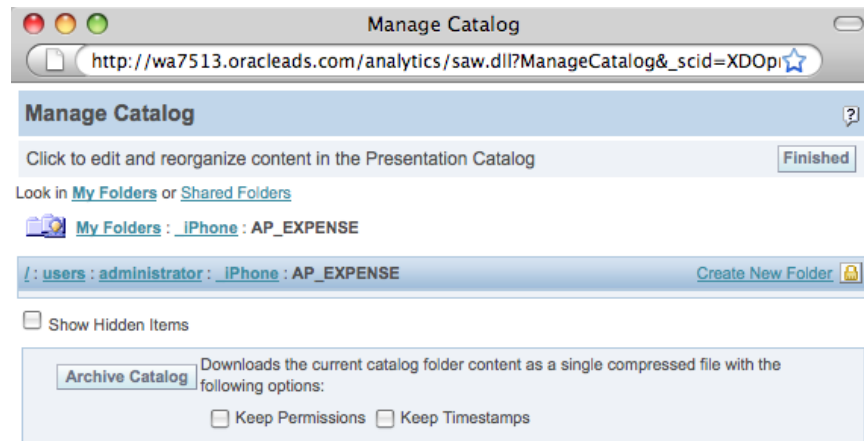 Manage Catalog
http://wa7513.oracleads.com/analytics/saw.dll?ManageCatalog&_scid=XDOpr
Manage Catalog ?
Click to edit and reorganize content in the Presentation Catalog Finished
Look in My Folders or Shared Folders
My Folders : _iPhone : AP_EXPENSE
/ : users : administrator : _iPhone : AP_EXPENSE Create New Folder
Show Hidden Items
Archive Catalog Downloads the current catalog folder content as a single compressed file with the
following options:
Keep Permissions Keep Timestamps